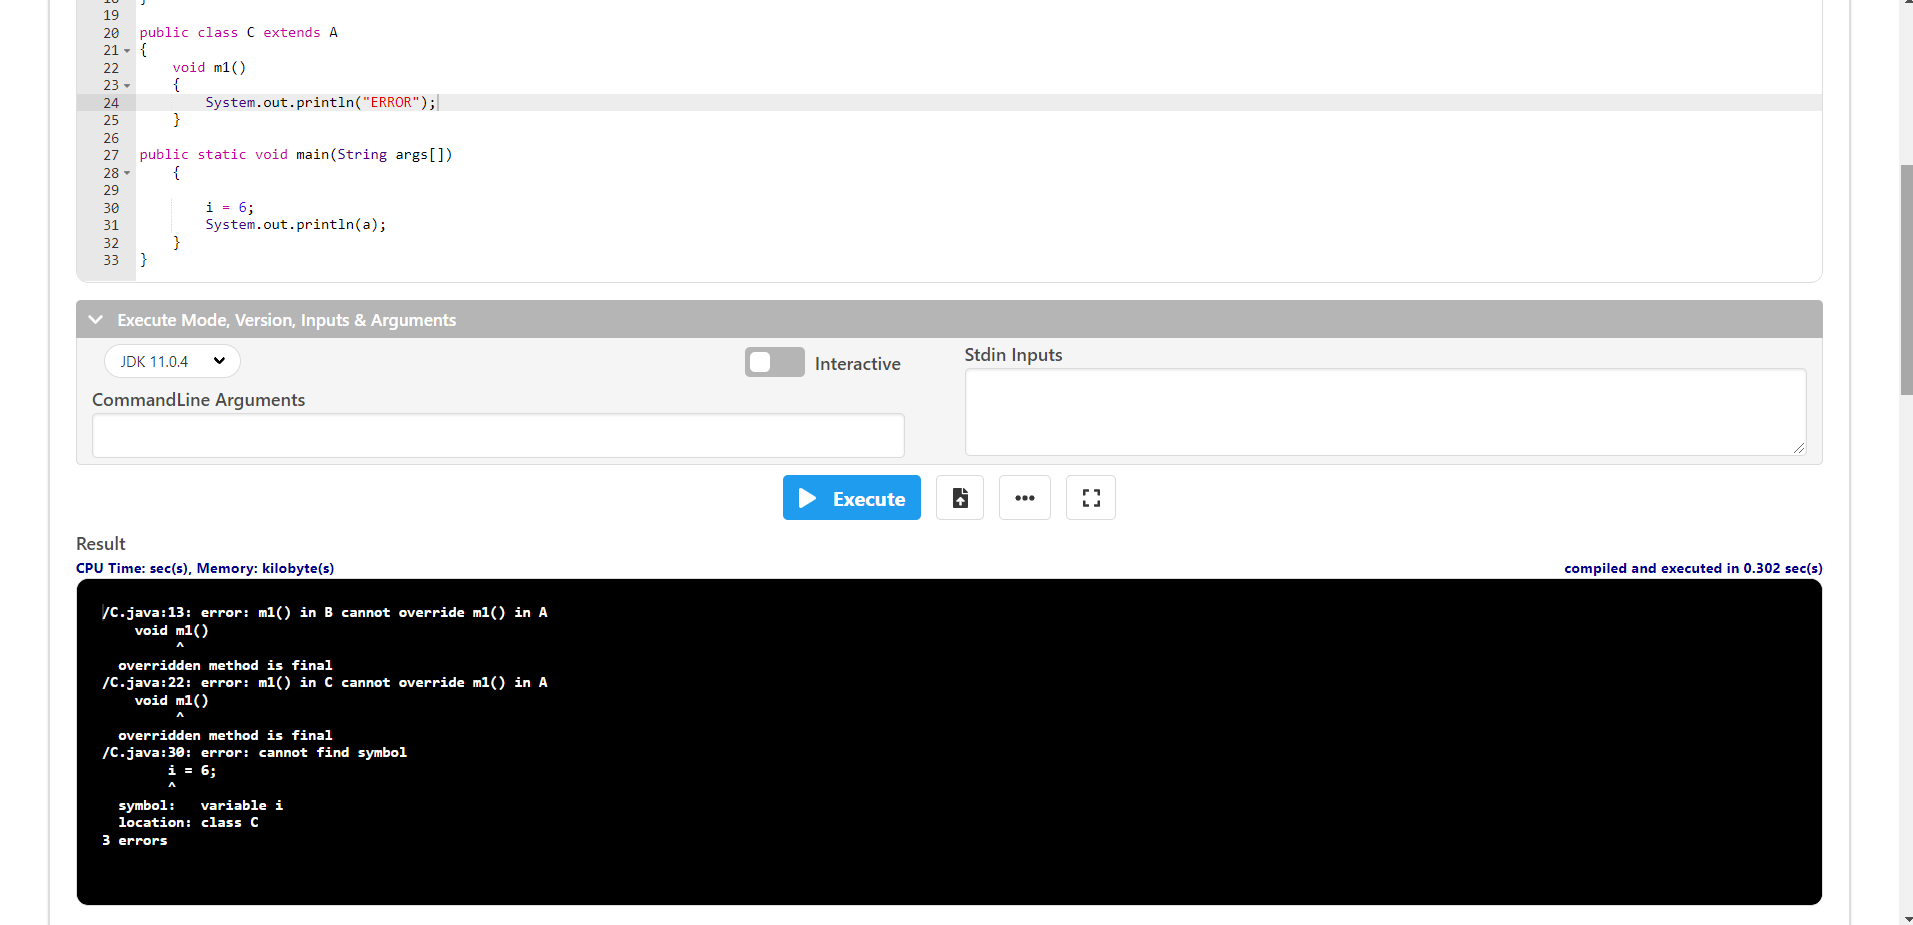 18 }
19
20 public class C extends A
21 {
22 void m1()
23 {
24 System.out.println("ERROR");
25 }
26
27 public static void main(String args[])
28 {
29
30 i = 6;
31 System.out.println(a);
32 }
33 }
Execute Mode, Version, Inputs & Arguments
JDK 11.0.4
Interactive
Stdin Inputs
CommandLine Arguments
Execute
Result
CPU Time: sec(s), Memory: kilobyte(s)
compiled and executed in 0.302 sec(s)
/C.java:13: error: m1() in B cannot override m1() in A
void m1()
^
overridden method is final
/C.java:22: error: m1() in C cannot override m1() in A
void m1()
^
overridden method is final
/C.java:30: error: cannot find symbol
i = 6;
^
symbol:   variable i
location: class C
3 errors